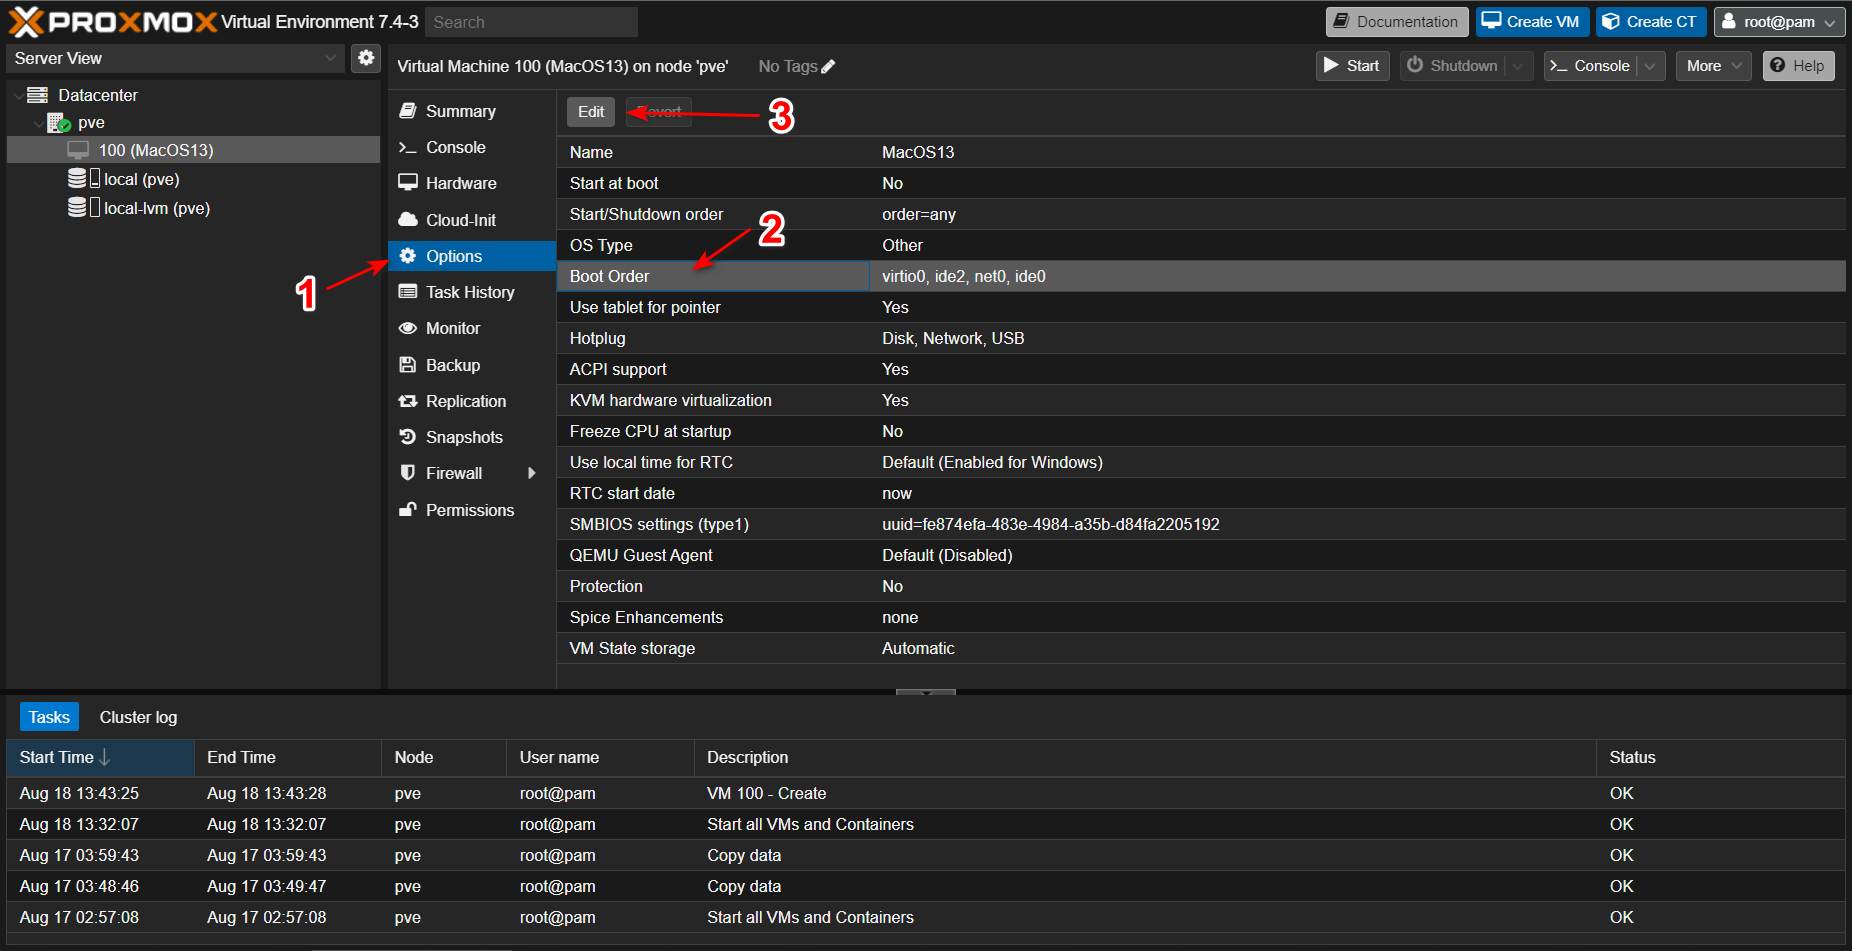 PROXMOX Virtual Environment 7.4-3 Search Documentation Create VM Create CT root@pam
Server View
Virtual Machine 100 (MacOS13) on node 'pve' No Tags Start Shutdown Console More Help
Datacenter
pve
100 (MacOS13)
local (pve)
local-lvm (pve)
Summary
Console
Hardware
Cloud-Init
Options
Task History
Monitor
Backup
Replication
Snapshots
Firewall
Permissions
1
Edit Revert 3
Name MacOS13
Start at boot No
Start/Shutdown order order=any
2
OS Type Other
Boot Order virtio0, ide2, net0, ide0
Use tablet for pointer Yes
Hotplug Disk, Network, USB
ACPI support Yes
KVM hardware virtualization Yes
Freeze CPU at startup No
Use local time for RTC Default (Enabled for Windows)
RTC start date now
SMBIOS settings (type1) uuid=fe874efa-483e-4984-a35b-d84fa2205192
QEMU Guest Agent Default (Disabled)
Protection No
Spice Enhancements none
VM State storage Automatic
Tasks Cluster log
Start Time End Time Node User name Description Status
Aug 18 13:43:25 Aug 18 13:43:28 pve root@pam VM 100 - Create OK
Aug 18 13:32:07 Aug 18 13:32:07 pve root@pam Start all VMs and Containers OK
Aug 17 03:59:43 Aug 17 03:59:43 pve root@pam Copy data OK
Aug 17 03:48:46 Aug 17 03:49:47 pve root@pam Copy data OK
Aug 17 02:57:08 Aug 17 02:57:08 pve root@pam Start all VMs and Containers OK